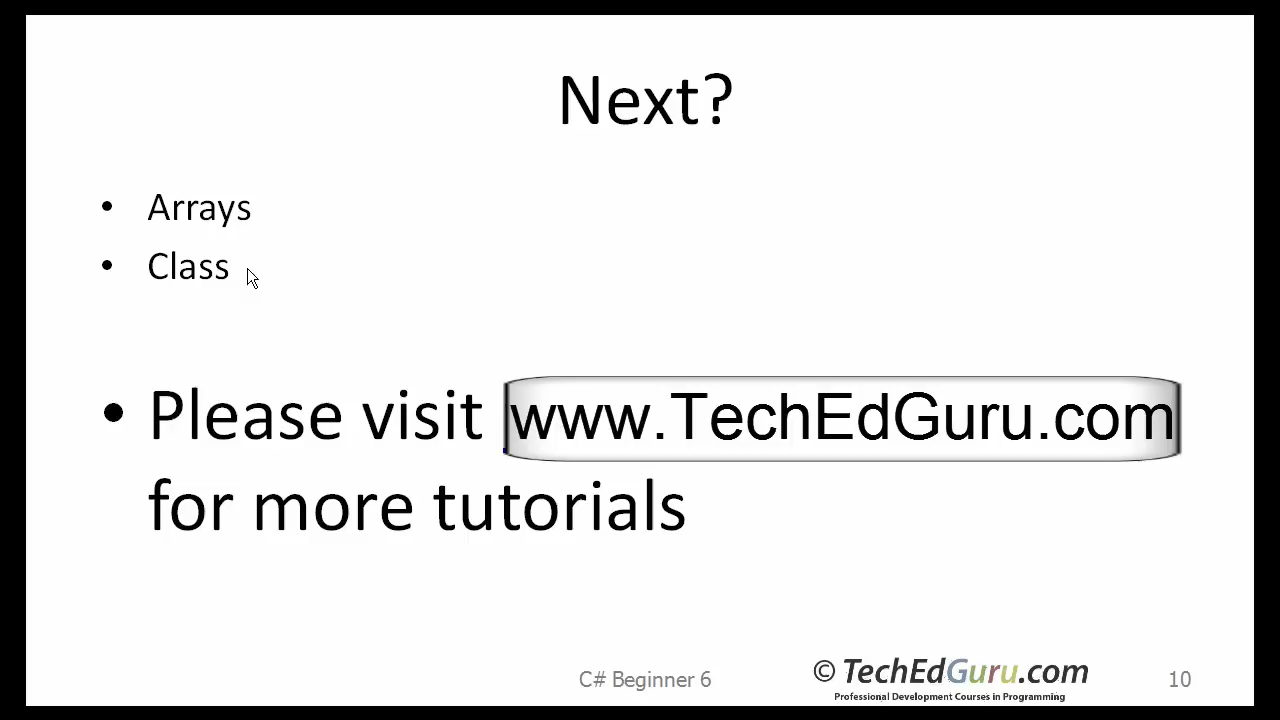 Next?
• Arrays
• Class
• Please visit www.TechEdGuru.com
for more tutorials
C# Beginner 6
© TechEdGuru.com
Professional Development Courses in Programming
10